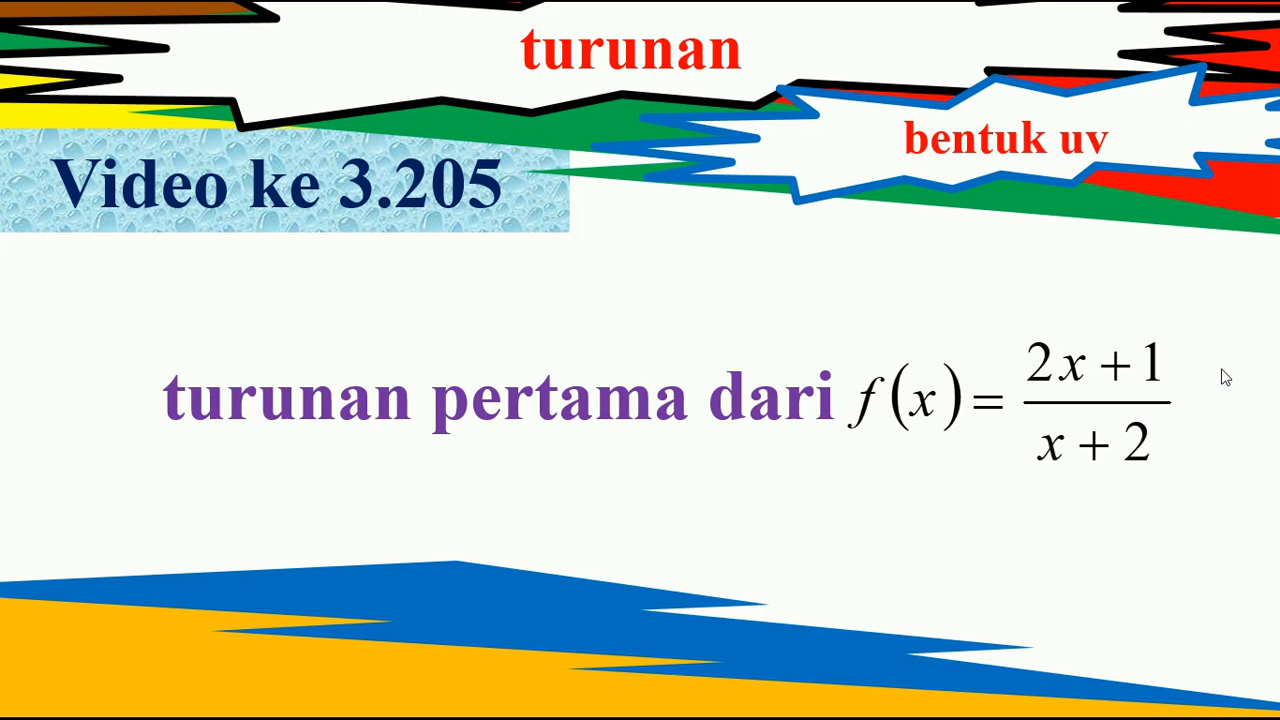 turunan
bentuk uv
Video ke 3.205
turunan pertama dari f(x) = (2x + 1)/(x + 2)